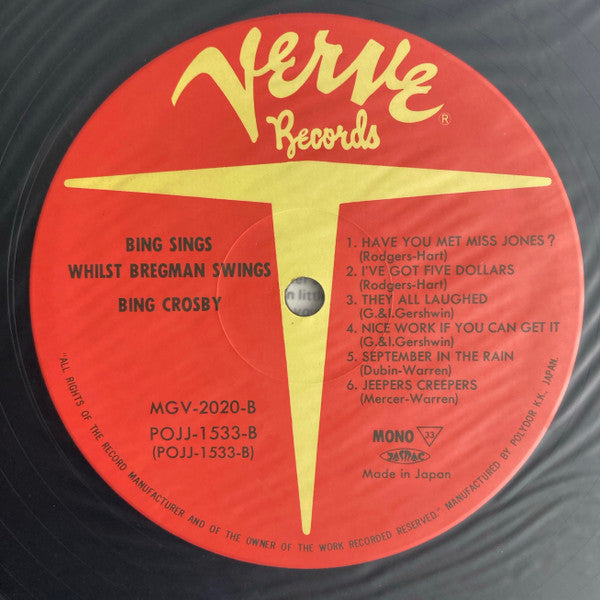 Verve
Records
®
BING SINGS
WHILST BREGMAN SWINGS
BING CROSBY
MGV-2020-B
POJJ-1533-B
(POJJ-1533-B)
1. HAVE YOU MET MISS JONES?
(Rodgers-Hart)
2. I'VE GOT FIVE DOLLARS
(Rodgers-Hart)
3. THEY ALL LAUGHED
(G.&I.Gershwin)
4. NICE WORK IF YOU CAN GET IT
(G.&I.Gershwin)
5. SEPTEMBER IN THE RAIN
(Dubin-Warren)
6. JEEPERS CREEPERS
(Mercer-Warren)
MONO 33
JASRAC
Made in Japan
"ALL RIGHTS OF THE RECORD MANUFACTURER AND OF THE OWNER OF THE WORK RECORDED RESERVED." MANUFACTURED BY POLYDOR K.K. JAPAN.